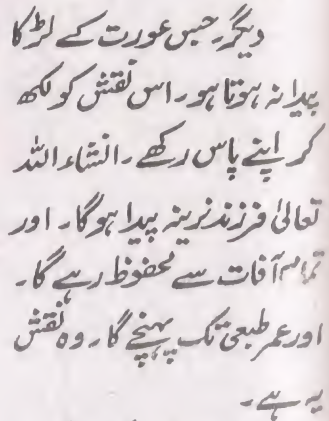 دیگر۔ جس عورت کے لڑکا
پیدا نہ ہوتا ہو۔ اس نقش کو لکھ
کر اپنے پاس رکھے۔ انشاء اللہ
تعالیٰ فرزند نرینہ پیدا ہوگا۔ اور
تمام آفات سے محفوظ رہے گا۔
اور عمر طبعی تک پہنچے گا۔ وہ نقش
یہ ہے۔